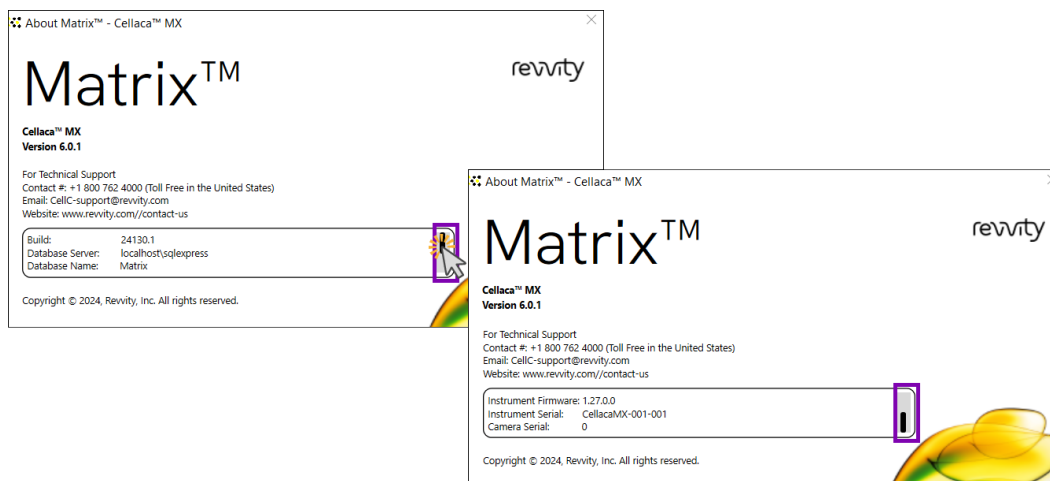 About Matrix™ - Cellaca™ MX
Matrix™
revvity
Cellaca™ MX
Version 6.0.1
For Technical Support
Contact #: +1 800 762 4000 (Toll Free in the United States)
Email: CellC-support@revvity.com
Website: www.revvity.com//contact-us
Build: 24130.1
Database Server: localhost\sqlexpress
Database Name: Matrix
Copyright © 2024, Revvity, Inc. All rights reserved.
About Matrix™ - Cellaca™ MX
Matrix™
revvity
Cellaca™ MX
Version 6.0.1
For Technical Support
Contact #: +1 800 762 4000 (Toll Free in the United States)
Email: CellC-support@revvity.com
Website: www.revvity.com//contact-us
Instrument Firmware: 1.27.0.0
Instrument Serial: CellacaMX-001-001
Camera Serial: 0
Copyright © 2024, Revvity, Inc. All rights reserved.